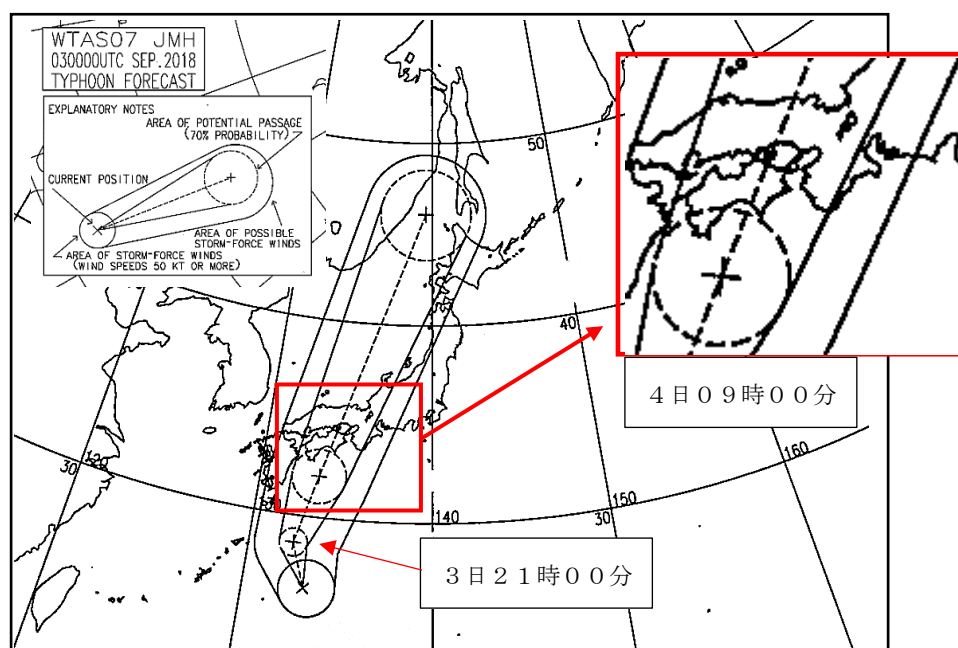 WTAS07 JMH
030000UTC SEP.2018
TYPHOON FORECAST
EXPLANATORY NOTES
AREA OF POTENTIAL PASSAGE
(70% PROBABILITY)
CURRENT POSITION
AREA OF POSSIBLE
STORM-FORCE WINDS
AREA OF STORM-FORCE WINDS
(WIND SPEEDS 50 KT OR MORE)
50
40
30
120
140
30
150
160
4日09時00分
3日21時00分